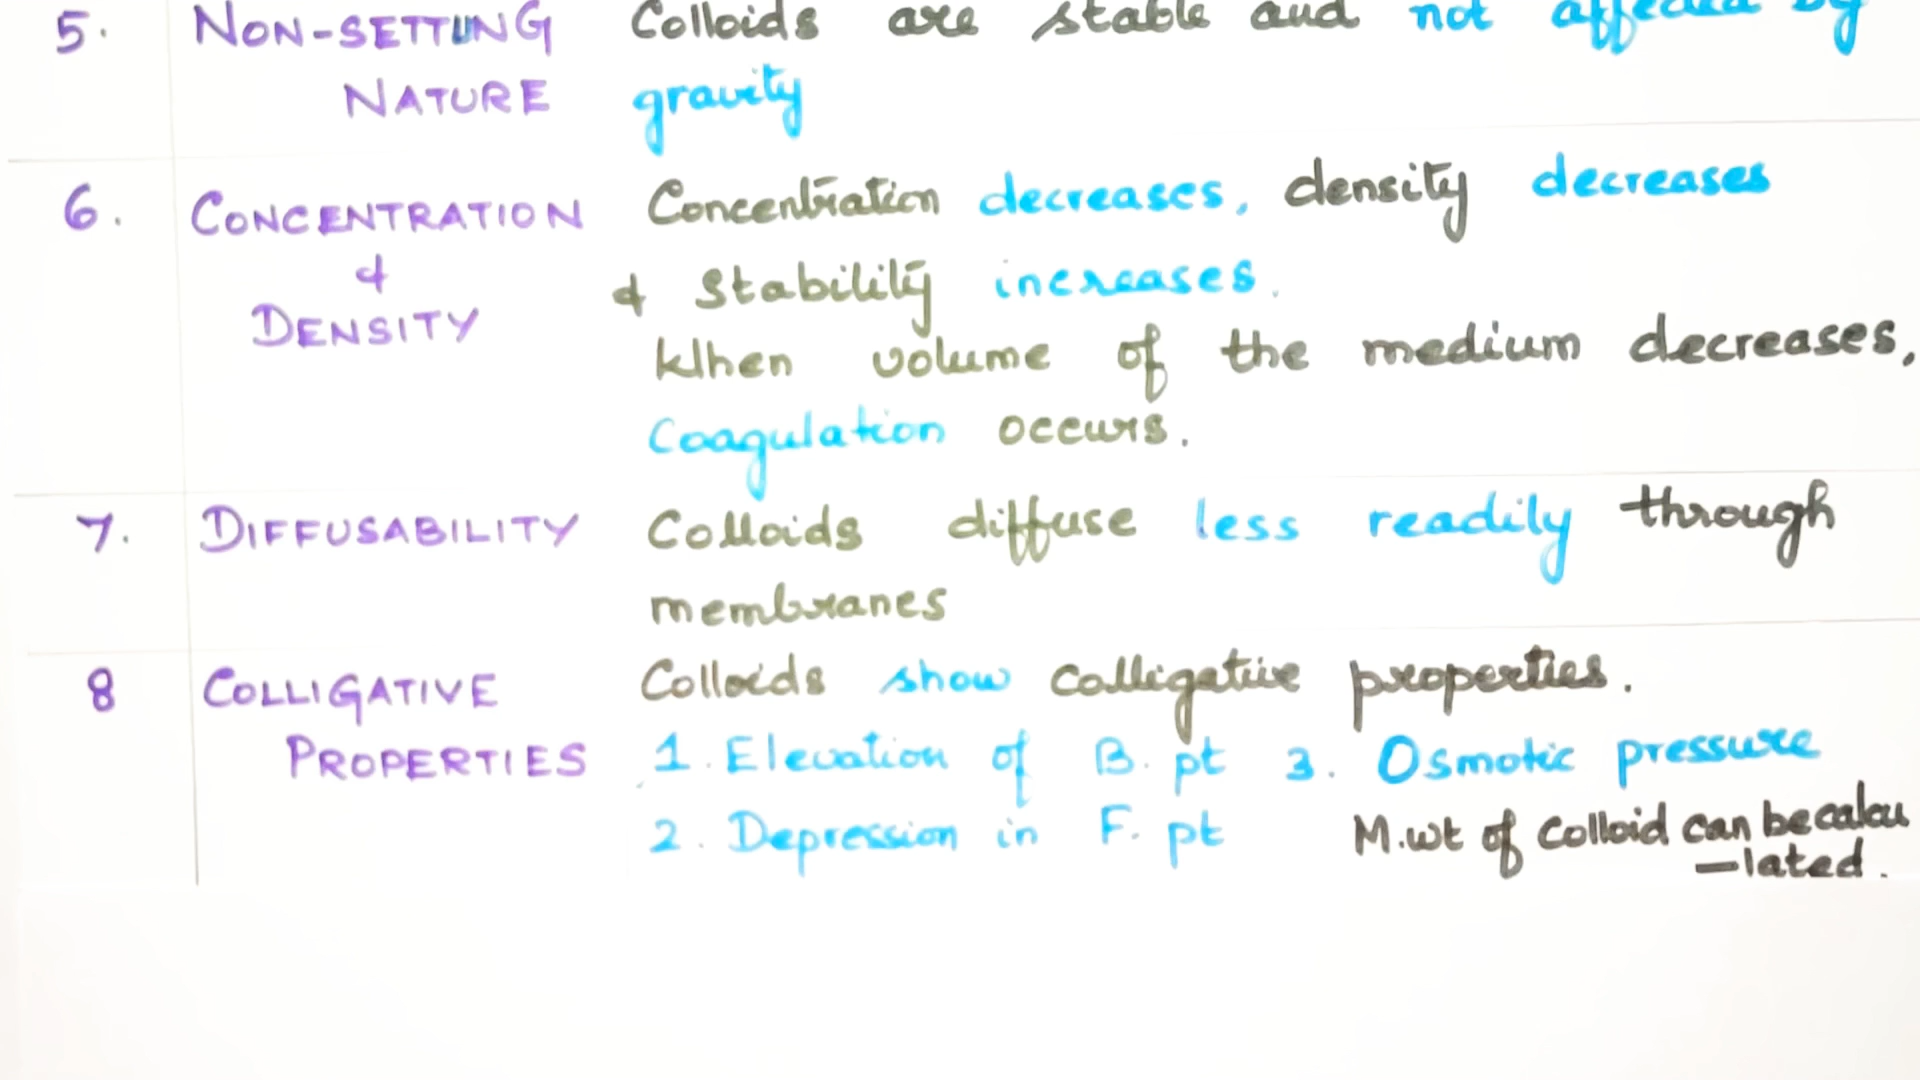 5. NON-SETTLING Colloids are stable and not affected by
NATURE gravity
6. CONCENTRATION Concentration decreases, density decreases
& & Stability increases.
DENSITY When volume of the medium decreases,
Coagulation occurs.
7. DIFFUSABILITY Colloids diffuse less readily through
membranes
8 COLLIGATIVE Colloids show colligative properties.
PROPERTIES 1. Elevation of B. pt 3. Osmotic pressure
2. Depression in F. pt M.wt of Colloid can be calcu
-lated.